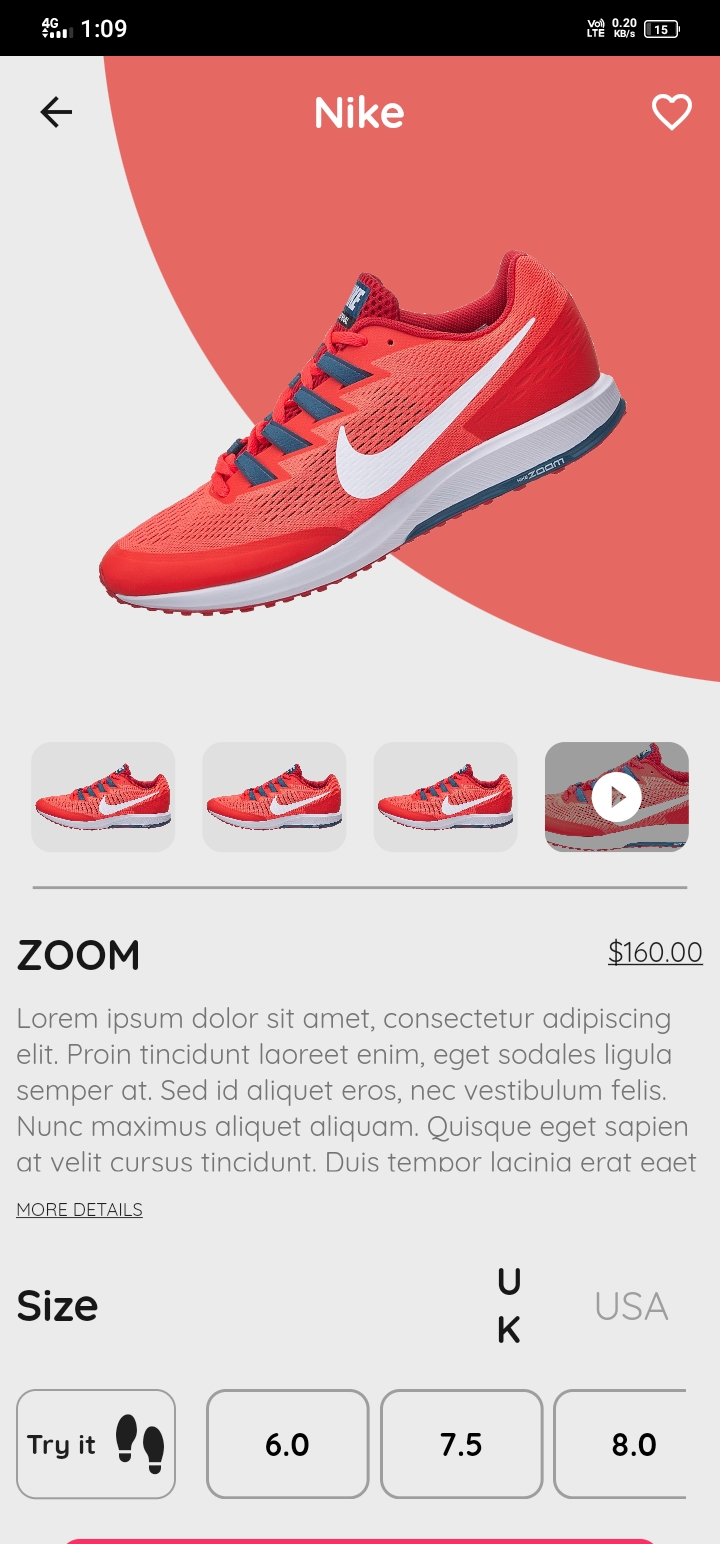 4G 1:09 Vo) LTE 0.20 KB/s 15
Nike
ZOOM
ZOOM
$160.00
Lorem ipsum dolor sit amet, consectetur adipiscing
elit. Proin tincidunt laoreet enim, eget sodales ligula
semper at. Sed id aliquet eros, nec vestibulum felis.
Nunc maximus aliquet aliquam. Quisque eget sapien
at velit cursus tincidunt. Duis tempor lacinia erat eget
MORE DETAILS
Size
U
K
USA
Try it
6.0
7.5
8.0